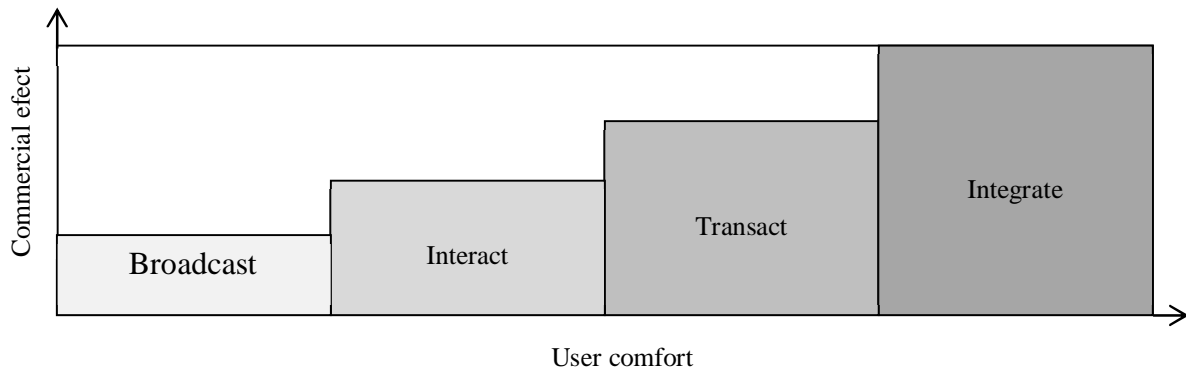 Commercial efect
Broadcast
Interact
Transact
Integrate
User comfort